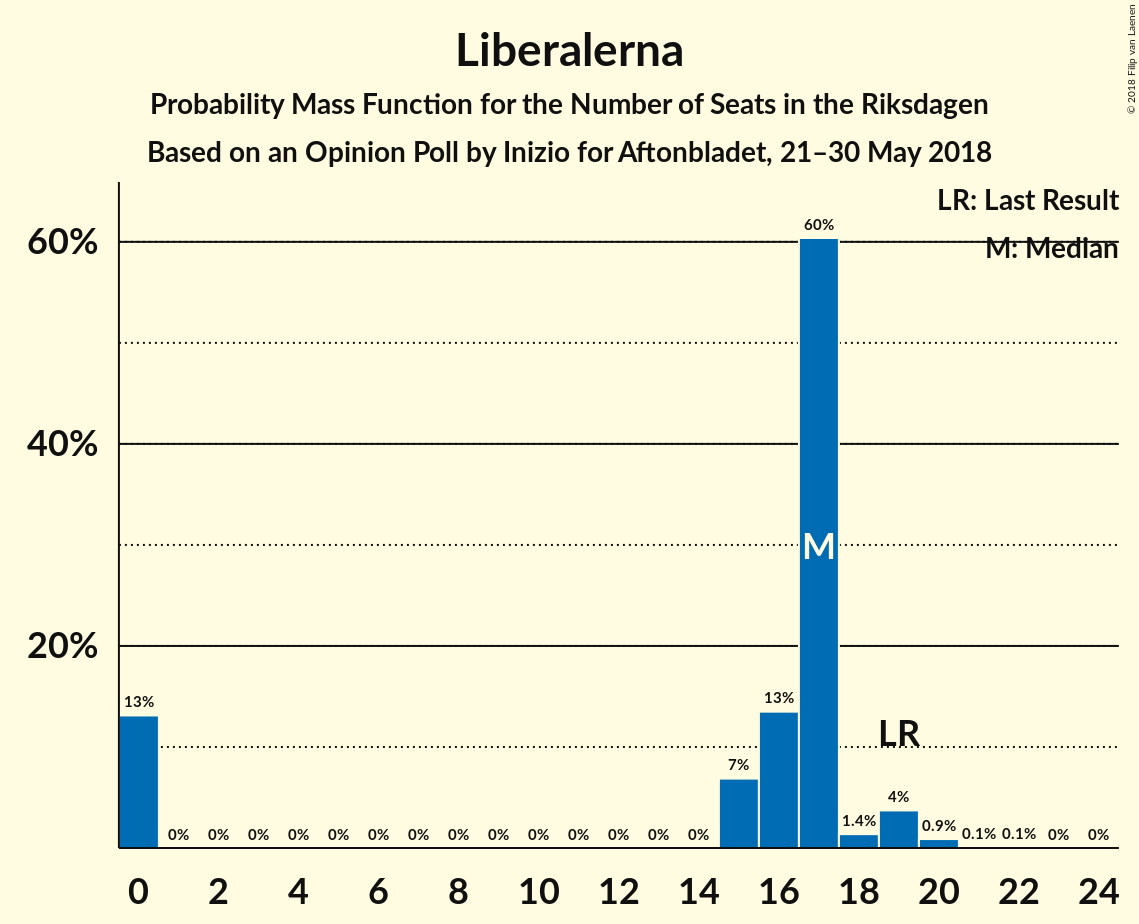 Liberalerna
Probability Mass Function for the Number of Seats in the Riksdagen
Based on an Opinion Poll by Inizio for Aftonbladet, 21–30 May 2018
© 2018 Filip van Laenen
LR: Last Result
M: Median
60%
40%
20%
13% 0% 0% 0% 0% 0% 0% 0% 0% 0% 0% 0% 0% 0% 0% 7% 13% 60% 1.4% 4% 0.9% 0.1% 0.1% 0% 0%
M
LR
0 2 4 6 8 10 12 14 16 18 20 22 24